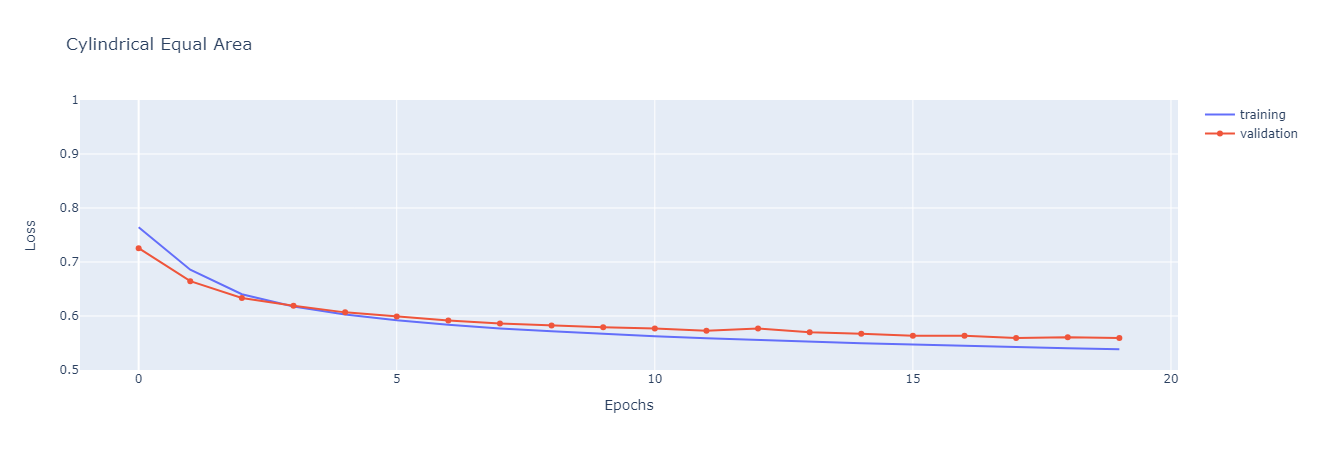 Cylindrical Equal Area
1
0.9
0.8
0.7
0.6
0.5
Loss
0 5 10 15 20
Epochs
training
validation